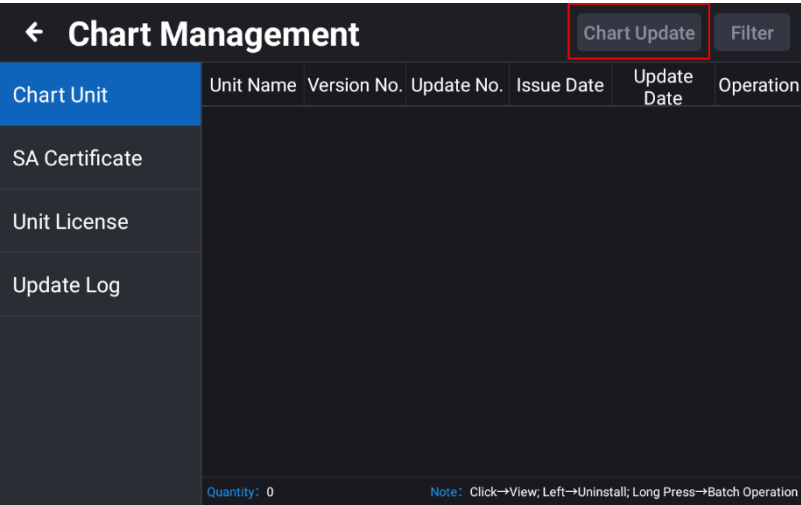 Chart Management
Chart Update
Filter
Chart Unit
SA Certificate
Unit License
Update Log
Unit Name Version No. Update No. Issue Date Update Date Operation
Quantity: 0
Note: Click→View; Left→Uninstall; Long Press→Batch Operation